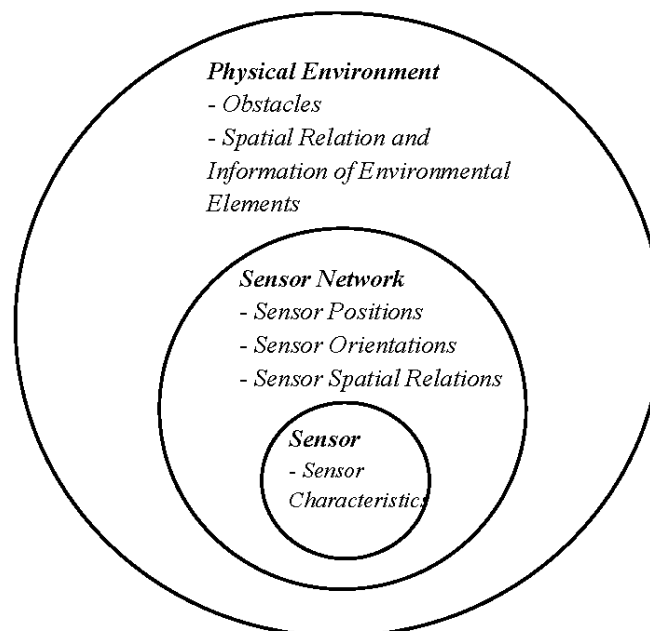 Physical Environment
- Obstacles
- Spatial Relation and
Information of Environmental
Elements
Sensor Network
- Sensor Positions
- Sensor Orientations
- Sensor Spatial Relations
Sensor
- Sensor
Characteristics